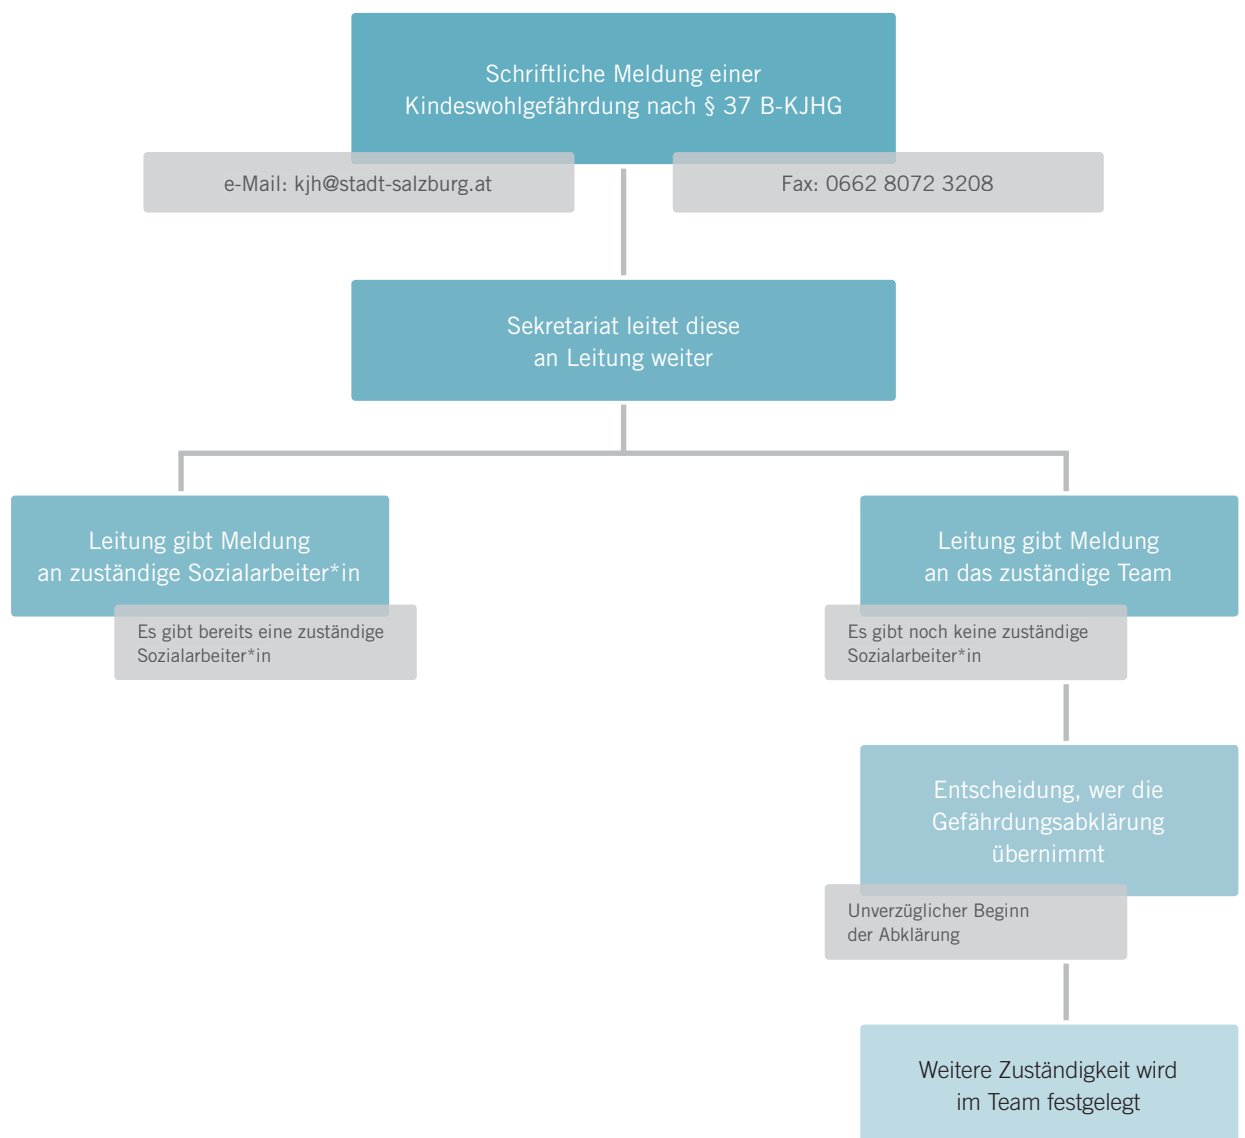 Schriftliche Meldung einer
Kindeswohlgefährdung nach § 37 B-KJHG
e-Mail: kjh@stadt-salzburg.at
Fax: 0662 8072 3208
Sekretariat leitet diese
an Leitung weiter
Leitung gibt Meldung
an zuständige Sozialarbeiter*in
Es gibt bereits eine zuständige
Sozialarbeiter*in
Leitung gibt Meldung
an das zuständige Team
Es gibt noch keine zuständige
Sozialarbeiter*in
Entscheidung, wer die
Gefährdungsabklärung
übernimmt
Unverzüglicher Beginn
der Abklärung
Weitere Zuständigkeit wird
im Team festgelegt